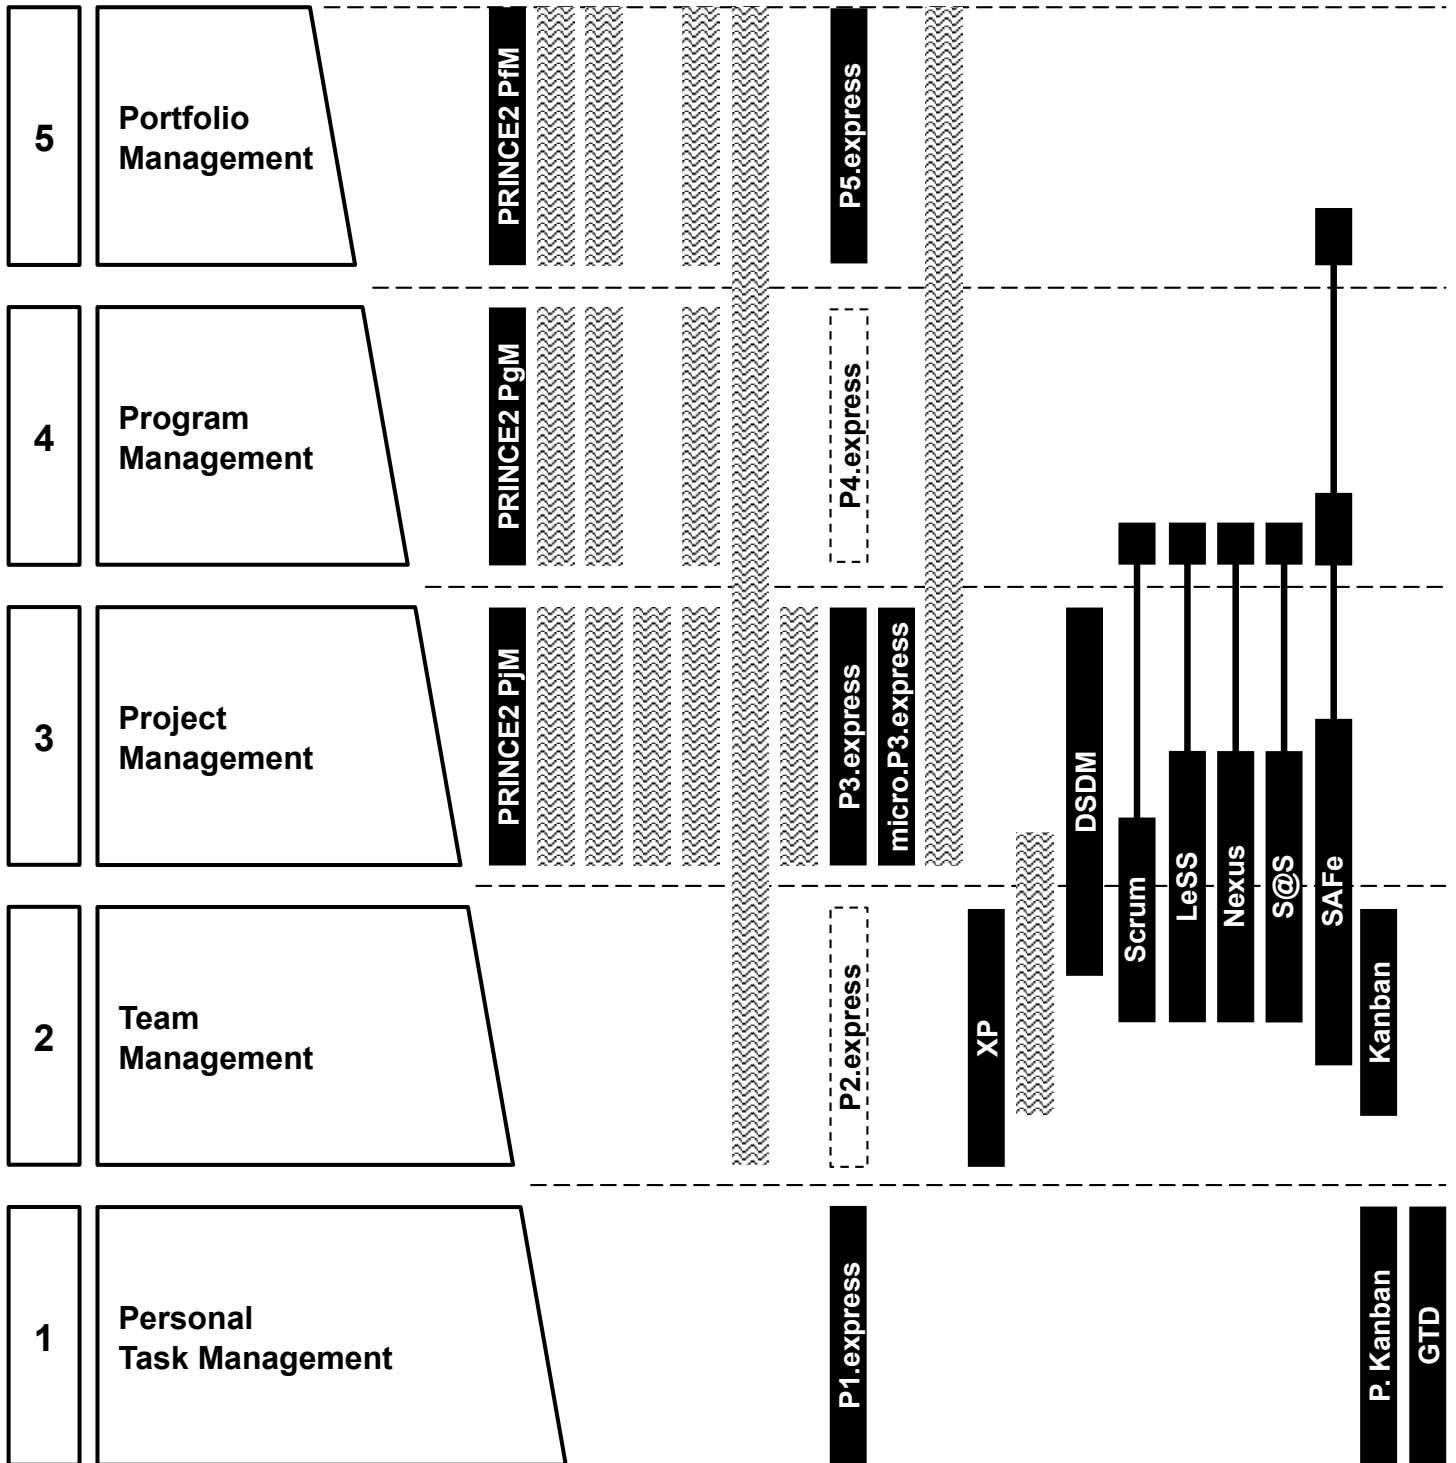 5
Portfolio
Management
PRINCE2 PfM
P5.express
4
Program
Management
PRINCE2 PgM
P4.express
3
Project
Management
PRINCE2 PjM
P3.express
micro.P3.express
DSDM
Scrum
LeSS
Nexus
S@S
SAFe
2
Team
Management
P2.express
XP
Kanban
1
Personal
Task Management
P1.express
P. Kanban
GTD